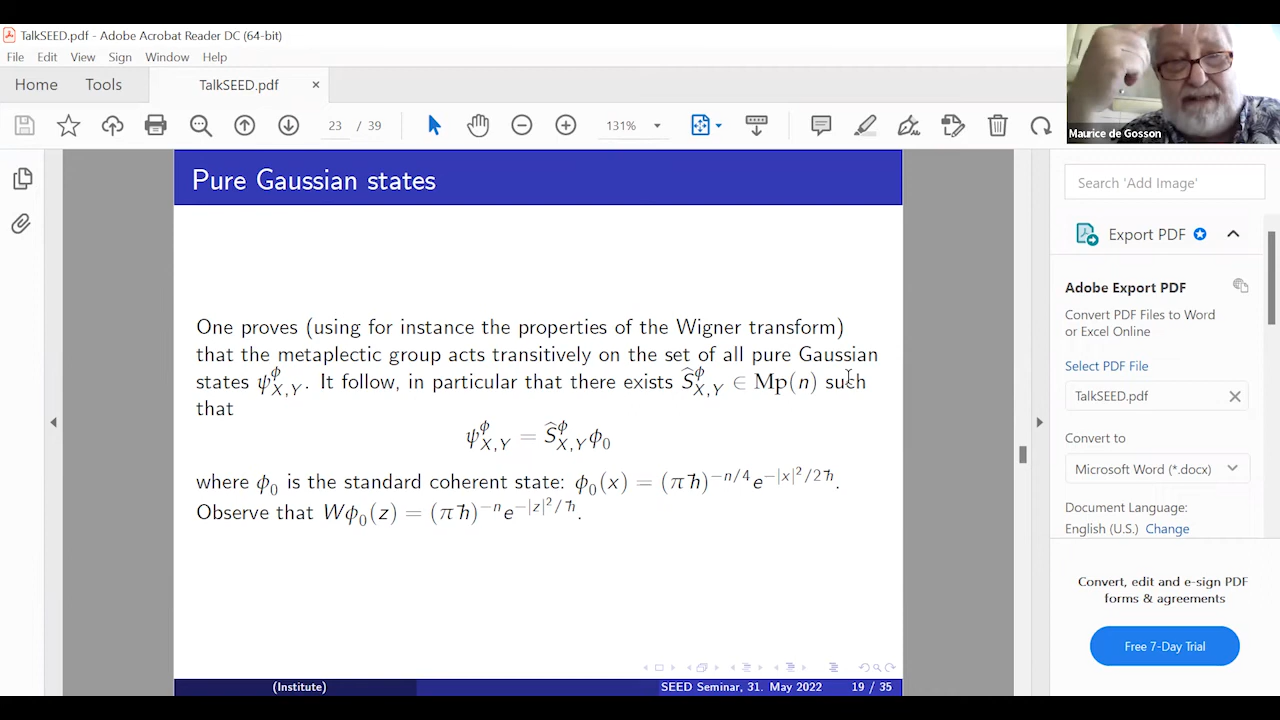 TalkSEED.pdf - Adobe Acrobat Reader DC (64-bit)
File Edit View Sign Window Help
Home Tools TalkSEED.pdf ×
23 / 39 131%
Maurice de Gosson
Pure Gaussian states
One proves (using for instance the properties of the Wigner transform)
that the metaplectic group acts transitively on the set of all pure Gaussian
states ψ^ϕ_{X,Y}. It follow, in particular that there exists Ŝ^ϕ_{X,Y} ∈ Mp(n) such
that
ψ^ϕ_{X,Y} = Ŝ^ϕ_{X,Y}ϕ₀
where ϕ₀ is the standard coherent state: ϕ₀(x) = (πħ)^{−n/4}e^{−|x|²/2ħ}.
Observe that Wϕ₀(z) = (πħ)^{−n}e^{−|z|²/ħ}.
(Institute) SEED Seminar, 31. May 2022 19 / 35
Search 'Add Image'
Export PDF
Adobe Export PDF
Convert PDF Files to Word
or Excel Online
Select PDF File
TalkSEED.pdf
Convert to
Microsoft Word (*.docx)
Document Language:
English (U.S.) Change
Convert, edit and e-sign PDF
forms & agreements
Free 7-Day Trial